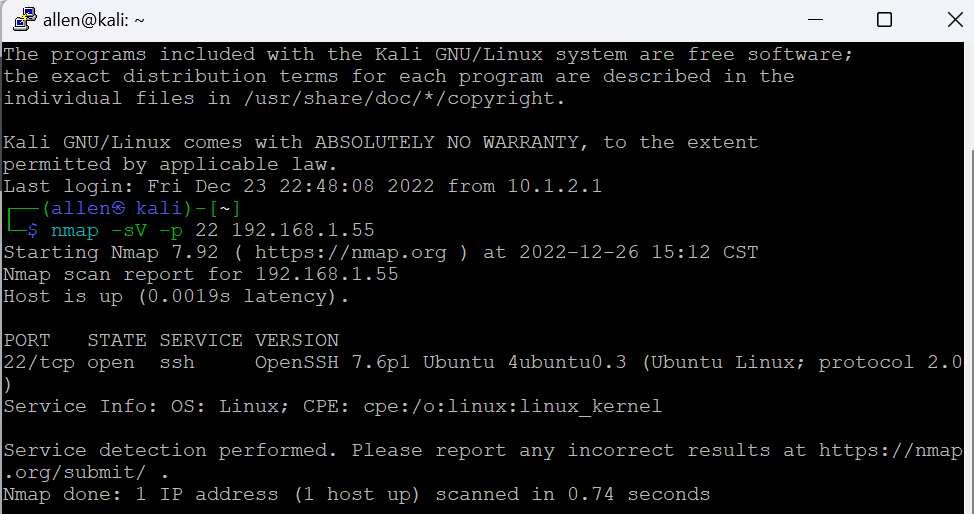 allen@kali: ~
The programs included with the Kali GNU/Linux system are free software;
the exact distribution terms for each program are described in the
individual files in /usr/share/doc/*/copyright.
Kali GNU/Linux comes with ABSOLUTELY NO WARRANTY, to the extent
permitted by applicable law.
Last login: Fri Dec 23 22:48:08 2022 from 10.1.2.1
┌──(allen㉿ kali)-[~]
└─$ nmap -sV -p 22 192.168.1.55
Starting Nmap 7.92 ( https://nmap.org ) at 2022-12-26 15:12 CST
Nmap scan report for 192.168.1.55
Host is up (0.0019s latency).
PORT   STATE SERVICE VERSION
22/tcp open  ssh     OpenSSH 7.6p1 Ubuntu 4ubuntu0.3 (Ubuntu Linux; protocol 2.0
)
Service Info: OS: Linux; CPE: cpe:/o:linux:linux_kernel
Service detection performed. Please report any incorrect results at https://nmap
.org/submit/ .
Nmap done: 1 IP address (1 host up) scanned in 0.74 seconds